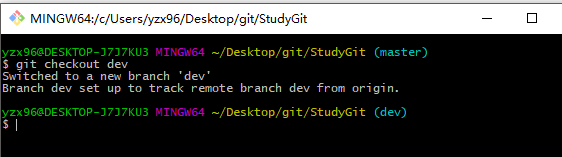 MINGW64:/c/Users/yzx96/Desktop/git/StudyGit
yzx96@DESKTOP-J7J7KU3 MINGW64 ~/Desktop/git/StudyGit (master)
$ git checkout dev
Switched to a new branch 'dev'
Branch dev set up to track remote branch dev from origin.
yzx96@DESKTOP-J7J7KU3 MINGW64 ~/Desktop/git/StudyGit (dev)
$